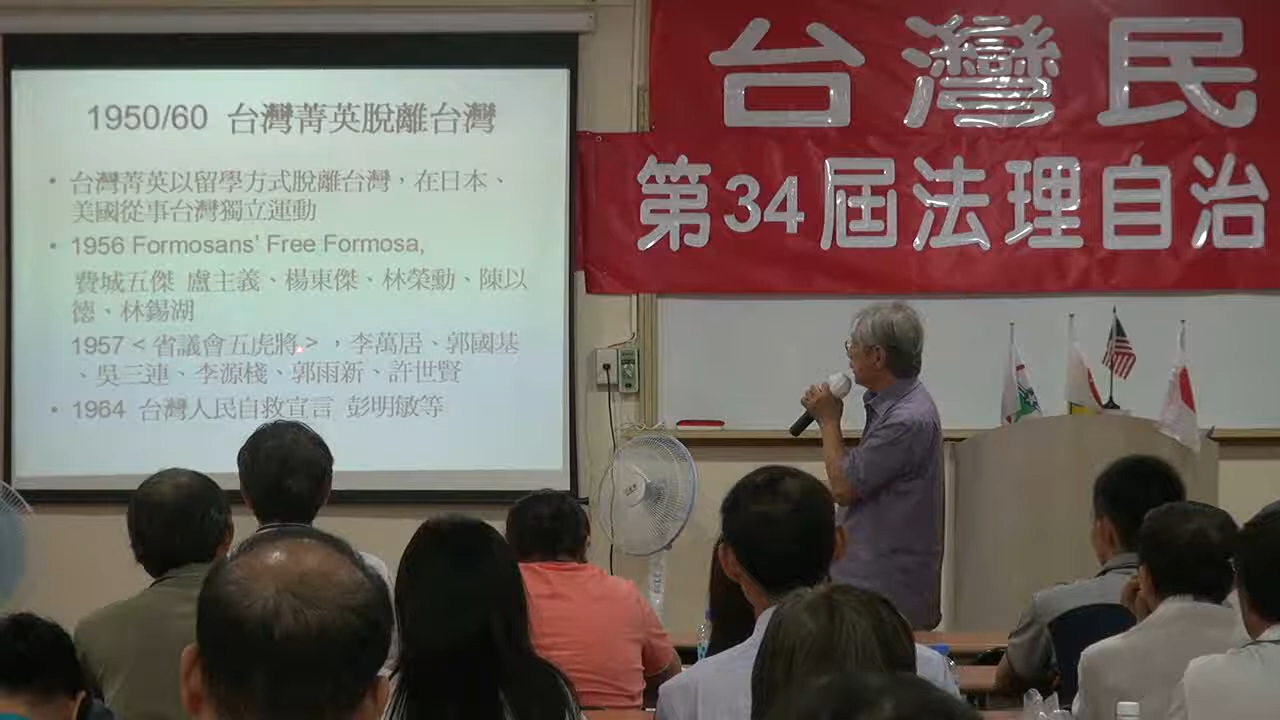 1950/60 台灣菁英脫離台灣
• 台灣菁英以留學方式脫離台灣，在日本、
美國從事台灣獨立運動
• 1956 Formosans' Free Formosa,
費城五傑 盧主義、楊東傑、林榮勳、陳以
德、林錫湖
1957 < 省議會五虎將 > ，李萬居、郭國基
、吳三連、李源棧、郭雨新、許世賢
• 1964 台灣人民自救宣言 彭明敏等
台灣民
第34屆法理自治